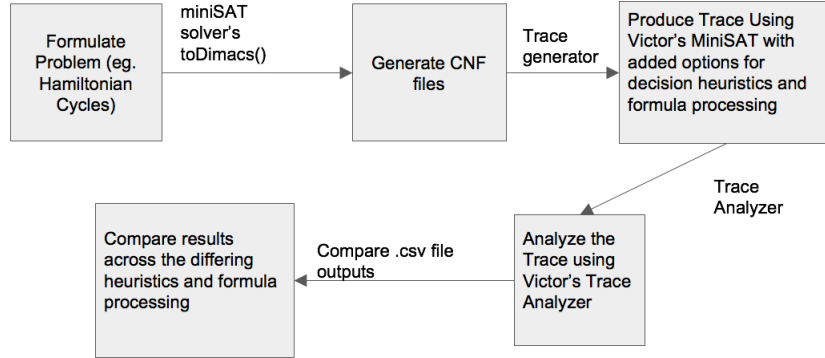 Formulate
Problem (eg.
Hamiltonian
Cycles)
miniSAT
solver's
toDimacs()
Generate CNF
files
Trace
generator
Produce Trace Using
Victor's MiniSAT with
added options for
decision heuristics and
formula processing
Trace
Analyzer
Analyze the
Trace using
Victor's Trace
Analyzer
Compare .csv file
outputs
Compare results
across the differing
heuristics and formula
processing